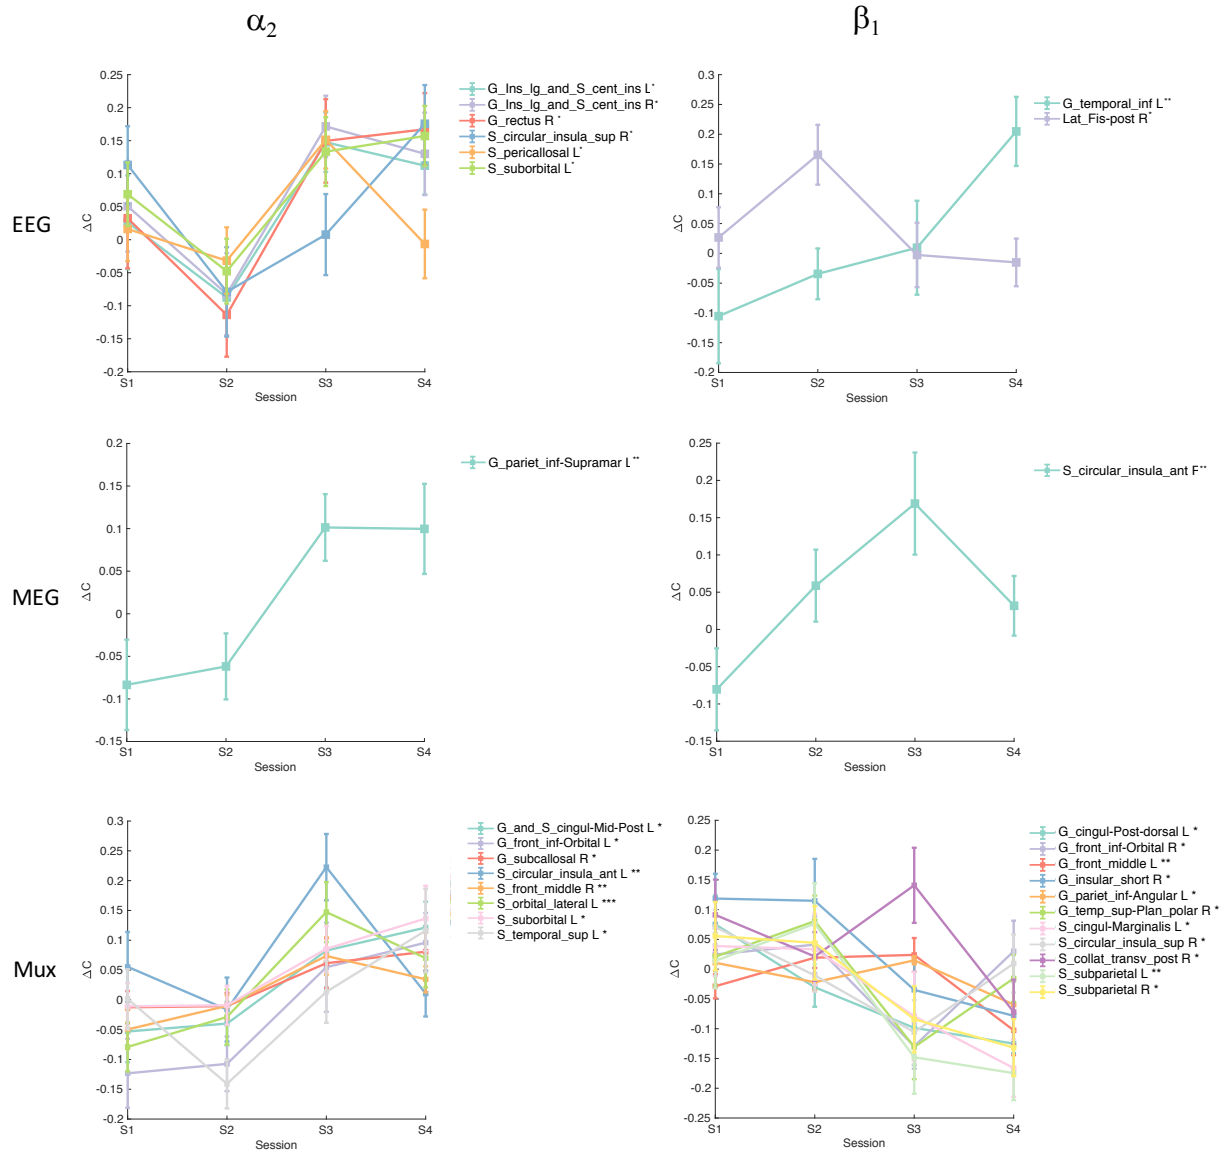 α2
β1
EEG
ΔC
0.25
0.2
0.15
0.1
0.05
0
-0.05
-0.1
-0.15
-0.2
S1
S2
S3
S4
Session
G_Ins_lg_and_S_cent_ins L*
G_Ins_lg_and_S_cent_ins R*
G_rectus R *
S_circular_insula_sup R*
S_pericallosal L*
S_suborbital L*
ΔC
0.3
0.25
0.2
0.15
0.1
0.05
0
-0.05
-0.1
-0.15
-0.2
S1
S2
S3
S4
Session
G_temporal_inf L**
Lat_Fis-post R*
MEG
ΔC
0.2
0.15
0.1
0.05
0
-0.05
-0.1
-0.15
S1
S2
S3
S4
Session
G_pariet_inf-Supramar L**
ΔC
0.25
0.2
0.15
0.1
0.05
0
-0.05
-0.1
-0.15
S1
S2
S3
S4
Session
S_circular_insula_ant F**
Mux
ΔC
0.3
0.25
0.2
0.15
0.1
0.05
0
-0.05
-0.1
-0.15
-0.2
S1
S2
S3
S4
Session
G_and_S_cingul-Mid-Post L *
G_front_inf-Orbital L *
G_subcallosal R *
S_circular_insula_ant L **
S_front_middle R **
S_orbital_lateral L ***
S_suborbital L *
S_temporal_sup L *
ΔC
0.25
0.2
0.15
0.1
0.05
0
-0.05
-0.1
-0.15
-0.2
-0.25
S1
S2
S3
S4
Session
G_cingul-Post-dorsal L *
G_front_inf-Orbital R *
G_front_middle L **
G_insular_short R *
G_pariet_inf-Angular L *
G_temp_sup-Plan_polar R *
S_cingul-Marginalis L *
S_circular_insula_sup R *
S_collat_transv_post R *
S_subparietal L **
S_subparietal R *